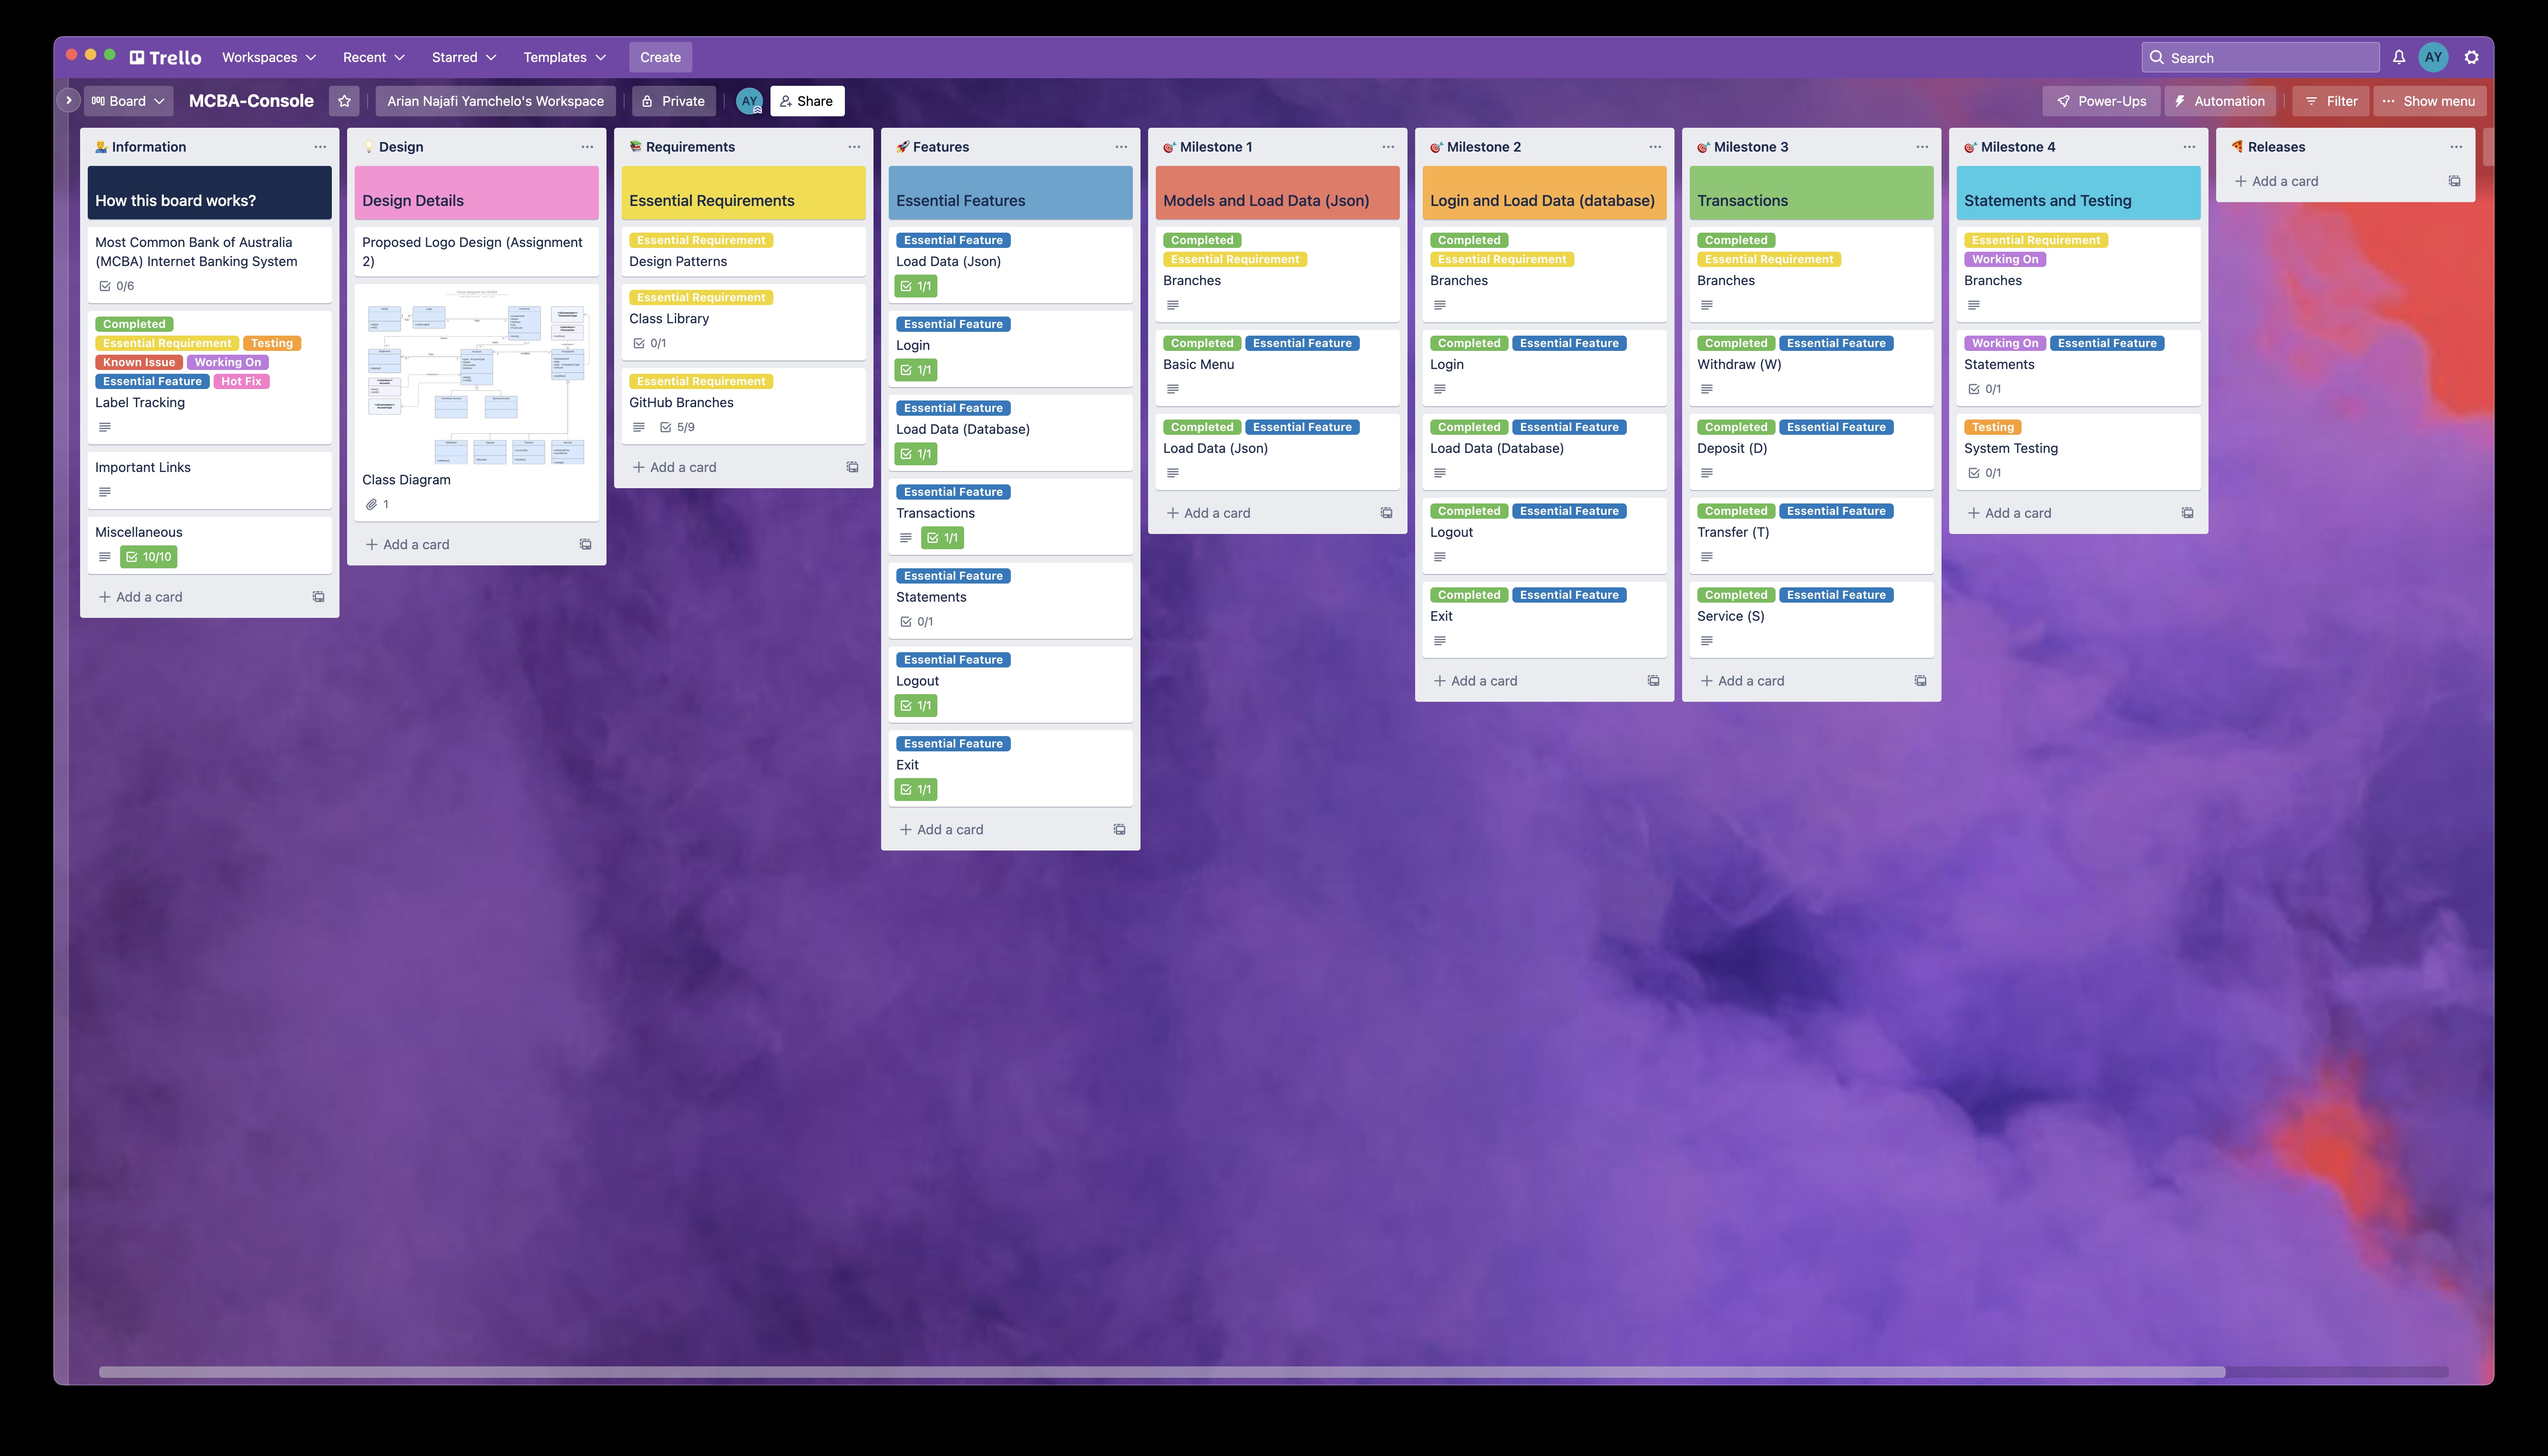 Trello
Workspaces
Recent
Starred
Templates
Create
Search
AY
Board
MCBA-Console
Arian Najafi Yamchelo's Workspace
Private
AY
Share
Power-Ups
Automation
Filter
Show menu
Information
How this board works?
Most Common Bank of Australia
(MCBA) Internet Banking System
0/6
Completed
Essential Requirement Testing
Known Issue Working On
Essential Feature Hot Fix
Label Tracking
Important Links
Miscellaneous
10/10
Add a card
Design
Design Details
Proposed Logo Design (Assignment
2)
Class Diagram
1
Add a card
Requirements
Essential Requirements
Essential Requirement
Design Patterns
Essential Requirement
Class Library
0/1
Essential Requirement
GitHub Branches
5/9
Add a card
Features
Essential Features
Essential Feature
Load Data (Json)
1/1
Essential Feature
Login
1/1
Essential Feature
Load Data (Database)
1/1
Essential Feature
Transactions
1/1
Essential Feature
Statements
0/1
Essential Feature
Logout
1/1
Essential Feature
Exit
1/1
Add a card
Milestone 1
Models and Load Data (Json)
Completed
Essential Requirement
Branches
Completed Essential Feature
Basic Menu
Completed Essential Feature
Load Data (Json)
Add a card
Milestone 2
Login and Load Data (database)
Completed
Essential Requirement
Branches
Completed Essential Feature
Login
Completed Essential Feature
Load Data (Database)
Completed Essential Feature
Logout
Completed Essential Feature
Exit
Add a card
Milestone 3
Transactions
Completed
Essential Requirement
Branches
Completed Essential Feature
Withdraw (W)
Completed Essential Feature
Deposit (D)
Completed Essential Feature
Transfer (T)
Completed Essential Feature
Service (S)
Add a card
Milestone 4
Statements and Testing
Essential Requirement
Working On
Branches
Working On Essential Feature
Statements
0/1
Testing
System Testing
0/1
Add a card
Releases
Add a card